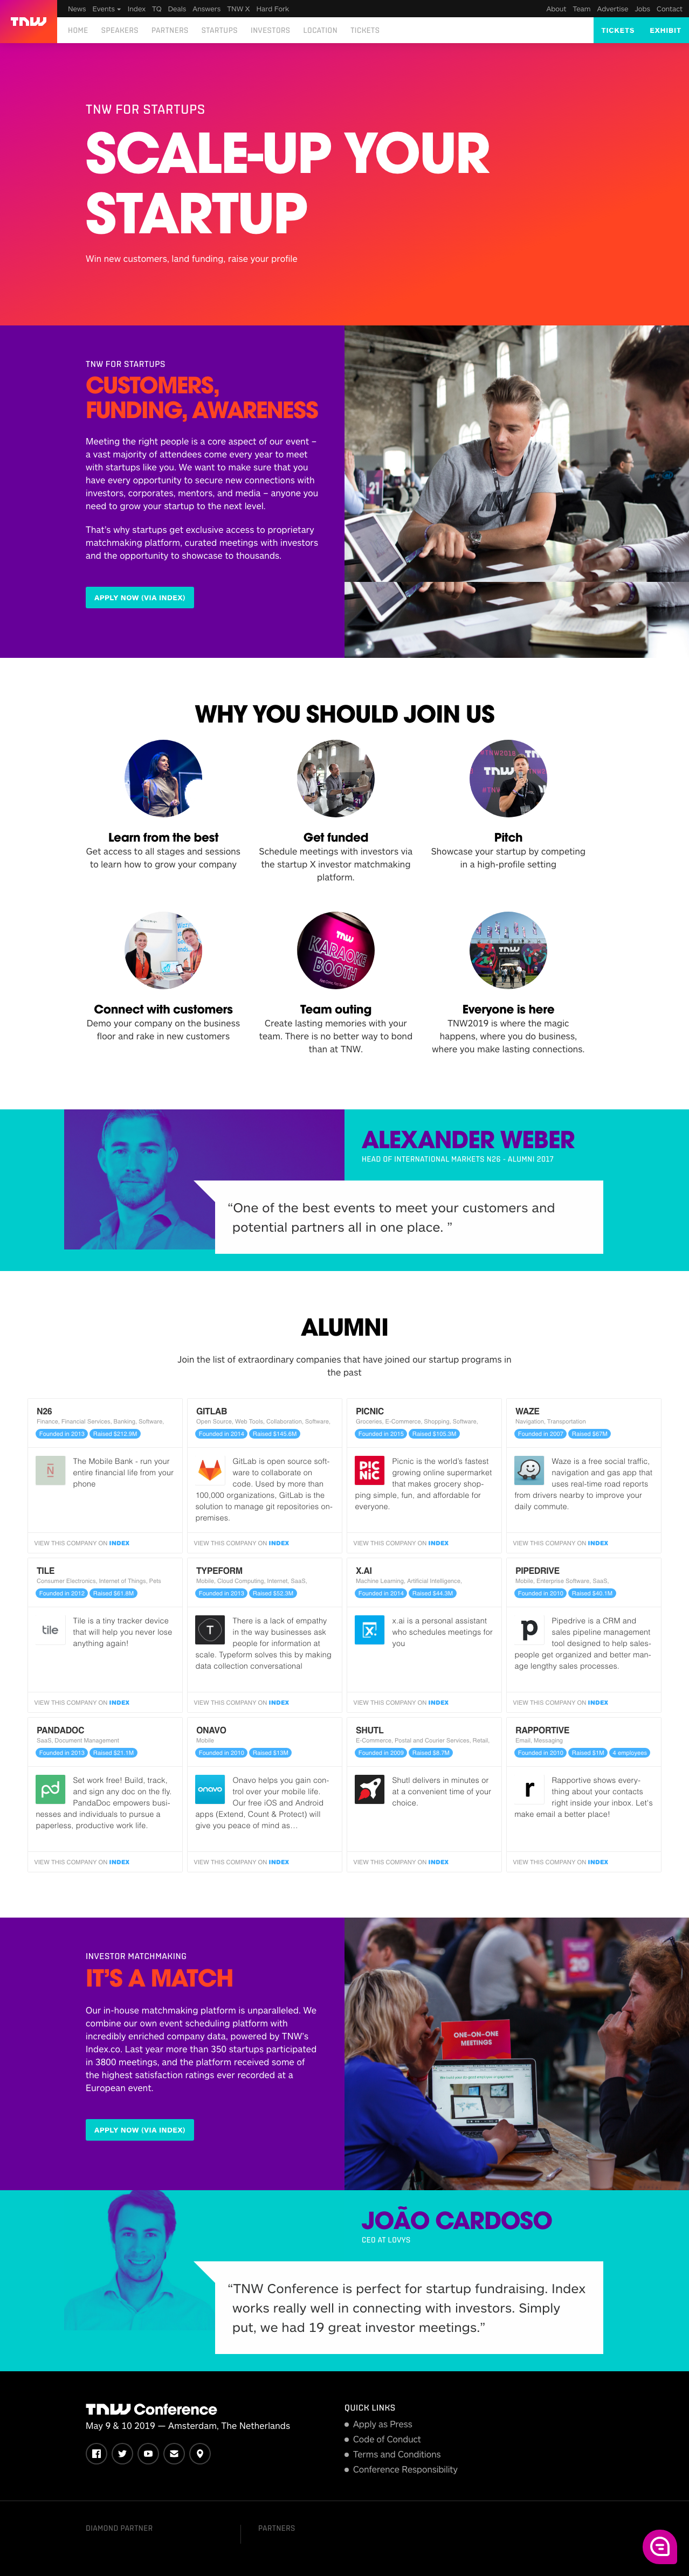 TNW
News Events Index TQ Deals Answers TNW X Hard Fork
About Team Advertise Jobs Contact
HOME SPEAKERS PARTNERS STARTUPS INVESTORS LOCATION TICKETS
TICKETS EXHIBIT
TNW FOR STARTUPS
SCALE-UP YOUR
STARTUP
Win new customers, land funding, raise your profile
TNW FOR STARTUPS
CUSTOMERS,
FUNDING, AWARENESS
Meeting the right people is a core aspect of our event –
a vast majority of attendees come every year to meet
with startups like you. We want to make sure that you
have every opportunity to secure new connections with
investors, corporates, mentors, and media – anyone you
need to grow your startup to the next level.
That's why startups get exclusive access to proprietary
matchmaking platform, curated meetings with investors
and the opportunity to showcase to thousands.
APPLY NOW (VIA INDEX)
21
WHY YOU SHOULD JOIN US
Learn from the best
Get access to all stages and sessions
to learn how to grow your company
Get funded
Schedule meetings with investors via
the startup X investor matchmaking
platform.
Pitch
Showcase your startup by competing
in a high-profile setting
TNW
KARAOKE
BOOTH
Connect with customers
Demo your company on the business
floor and rake in new customers
Team outing
Create lasting memories with your
team. There is no better way to bond
than at TNW.
Everyone is here
TNW2019 is where the magic
happens, where you do business,
where you make lasting connections.
ALEXANDER WEBER
HEAD OF INTERNATIONAL MARKETS N26 - ALUMNI 2017
“One of the best events to meet your customers and
potential partners all in one place. ”
ALUMNI
Join the list of extraordinary companies that have joined our startup programs in
the past
N26
Finance, Financial Services, Banking, Software,
Founded in 2013 Raised $212.9M
The Mobile Bank - run your
entire financial life from your
phone
VIEW THIS COMPANY ON INDEX
GITLAB
Open Source, Web Tools, Collaboration, Software,
Founded in 2014 Raised $145.6M
GitLab is open source soft-
ware to collaborate on
code. Used by more than
100,000 organizations, GitLab is the
solution to manage git repositories on-
premises.
VIEW THIS COMPANY ON INDEX
PICNIC
Groceries, E-Commerce, Shopping, Software,
Founded in 2015 Raised $105.3M
PIC
NIC
Picnic is the world's fastest
growing online supermarket
that makes grocery shop-
ping simple, fun, and affordable for
everyone.
VIEW THIS COMPANY ON INDEX
WAZE
Navigation, Transportation
Founded in 2007 Raised $67M
Waze is a free social traffic,
navigation and gas app that
uses real-time road reports
from drivers nearby to improve your
daily commute.
VIEW THIS COMPANY ON INDEX
TILE
Consumer Electronics, Internet of Things, Pets
Founded in 2012 Raised $61.8M
tile
Tile is a tiny tracker device
that will help you never lose
anything again!
VIEW THIS COMPANY ON INDEX
TYPEFORM
Mobile, Cloud Computing, Internet, SaaS,
Founded in 2013 Raised $52.3M
T
There is a lack of empathy
in the way businesses ask
people for information at
scale. Typeform solves this by making
data collection conversational
VIEW THIS COMPANY ON INDEX
X.AI
Machine Learning, Artificial Intelligence,
Founded in 2014 Raised $44.3M
x.ai is a personal assistant
who schedules meetings for
you
VIEW THIS COMPANY ON INDEX
PIPEDRIVE
Mobile, Enterprise Software, SaaS,
Founded in 2010 Raised $40.1M
p
Pipedrive is a CRM and
sales pipeline management
tool designed to help sales-
people get organized and better man-
age lengthy sales processes.
VIEW THIS COMPANY ON INDEX
PANDADOC
SaaS, Document Management
Founded in 2013 Raised $21.1M
pd
Set work free! Build, track,
and sign any doc on the fly.
PandaDoc empowers busi-
nesses and individuals to pursue a
paperless, productive work life.
VIEW THIS COMPANY ON INDEX
ONAVO
Mobile
Founded in 2010 Raised $13M
onavo
Onavo helps you gain con-
trol over your mobile life.
Our free iOS and Android
apps (Extend, Count & Protect) will
give you peace of mind as…
VIEW THIS COMPANY ON INDEX
SHUTL
E-Commerce, Postal and Courier Services, Retail,
Founded in 2009 Raised $8.7M
Shutl delivers in minutes or
at a convenient time of your
choice.
VIEW THIS COMPANY ON INDEX
RAPPORTIVE
Email, Messaging
Founded in 2010 Raised $1M 4 employees
r
Rapportive shows every-
thing about your contacts
right inside your inbox. Let's
make email a better place!
VIEW THIS COMPANY ON INDEX
INVESTOR MATCHMAKING
IT'S A MATCH
Our in-house matchmaking platform is unparalleled. We
combine our own event scheduling platform with
incredibly enriched company data, powered by TNW's
Index.co. Last year more than 350 startups participated
in 3800 meetings, and the platform received some of
the highest satisfaction ratings ever recorded at a
European event.
APPLY NOW (VIA INDEX)
20
ONE-ON-ONE
MEETINGS
JOÃO CARDOSO
CEO AT LOVYS
“TNW Conference is perfect for startup fundraising. Index
works really well in connecting with investors. Simply
put, we had 19 great investor meetings.”
TNW Conference
May 9 & 10 2019 — Amsterdam, The Netherlands
QUICK LINKS
Apply as Press
Code of Conduct
Terms and Conditions
Conference Responsibility
DIAMOND PARTNER
PARTNERS